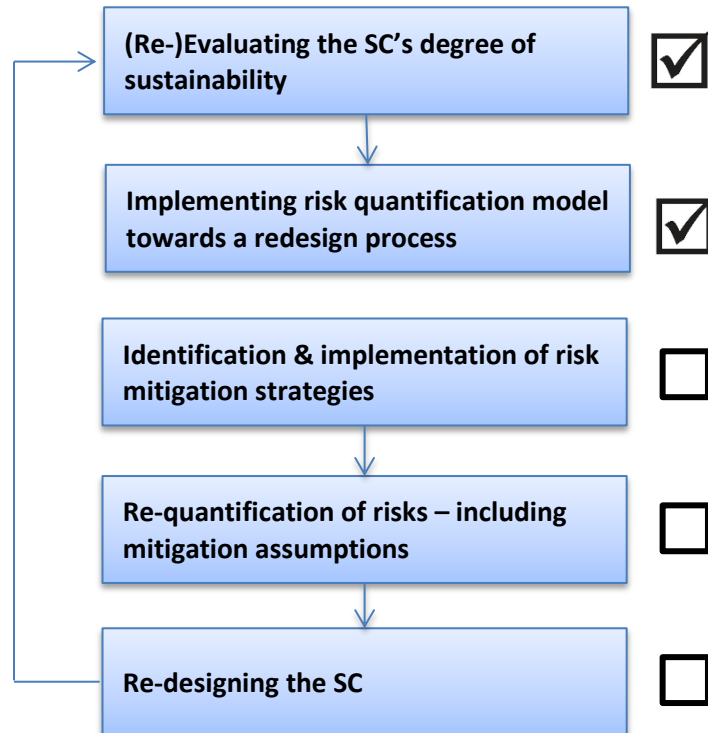 (Re-)Evaluating the SC's degree of
sustainability
Implementing risk quantification model
towards a redesign process
Identification & implementation of risk
mitigation strategies
Re-quantification of risks – including
mitigation assumptions
Re-designing the SC